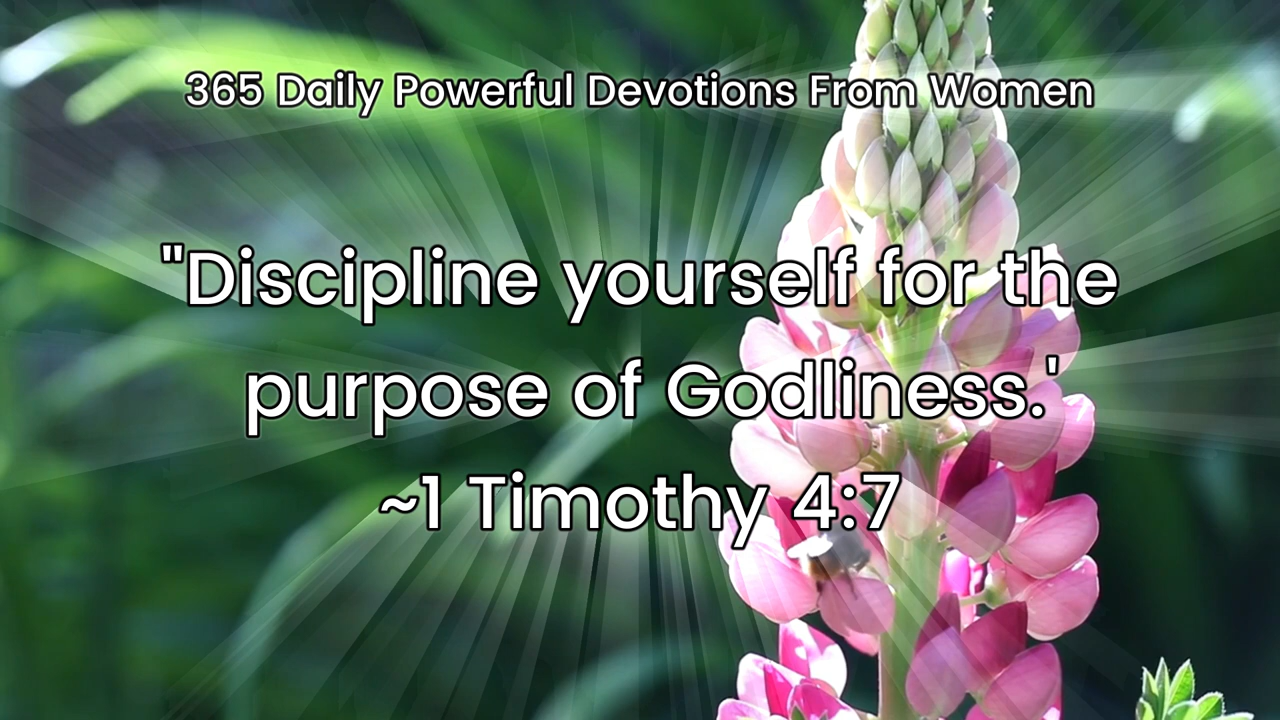 365 Daily Powerful Devotions From Women
"Discipline yourself for the
purpose of Godliness.'
~1 Timothy 4:7